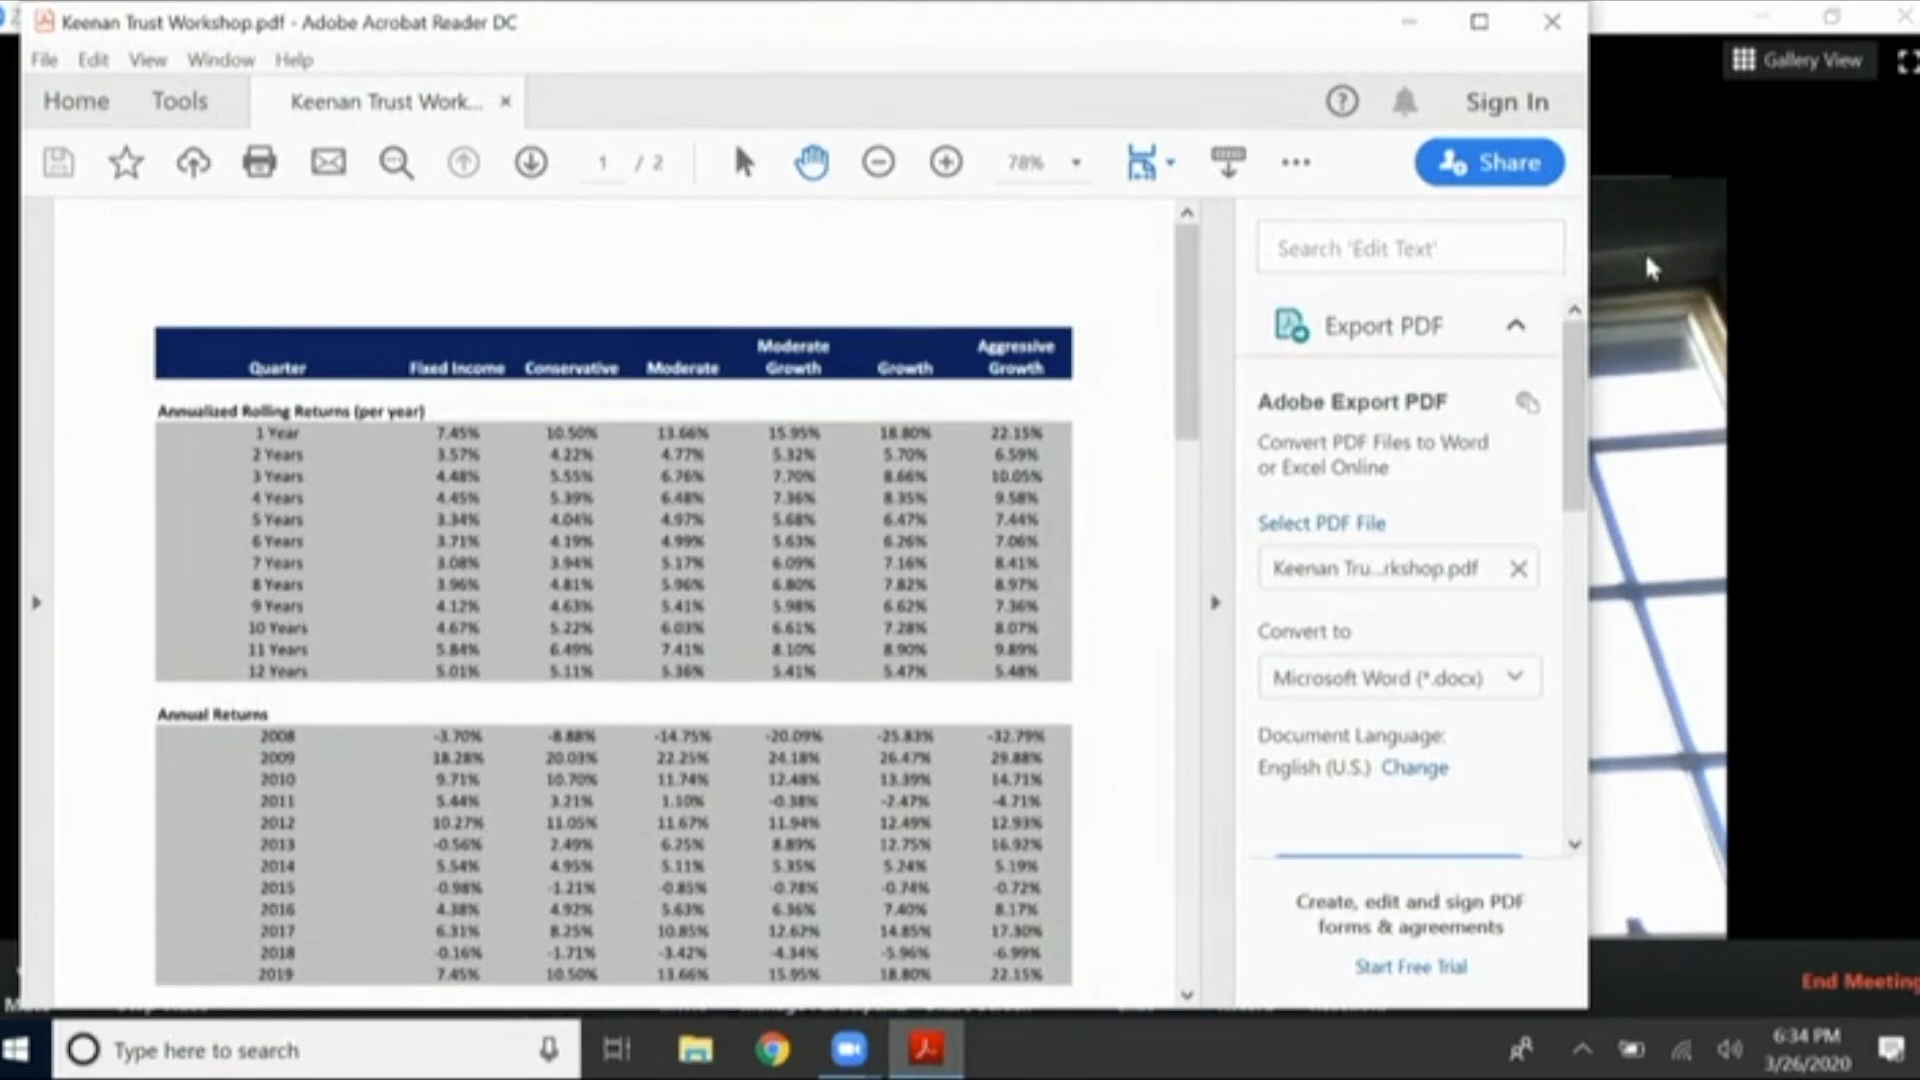 Keenan Trust Workshop.pdf - Adobe Acrobat Reader DC
File Edit View Window Help
Gallery View
Home Tools Keenan Trust Work... × Sign In
1 / 2 78% Share
Search 'Edit Text'
Export PDF
Adobe Export PDF
Convert PDF Files to Word
or Excel Online
Select PDF File
Keenan Tru...rkshop.pdf
Convert to
Microsoft Word (*.docx)
Document Language:
English (U.S.) Change
Create, edit and sign PDF
forms & agreements
Start Free Trial
Quarter Fixed Income Conservative Moderate Moderate Growth Growth Aggressive Growth
Annualized Rolling Returns (per year)
1 Year 7.45% 10.50% 13.66% 15.95% 18.80% 22.15%
2 Years 3.57% 4.22% 4.77% 5.32% 5.70% 6.59%
3 Years 4.48% 5.55% 6.76% 7.70% 8.66% 10.05%
4 Years 4.45% 5.39% 6.48% 7.36% 8.35% 9.58%
5 Years 3.34% 4.04% 4.97% 5.68% 6.47% 7.44%
6 Years 3.71% 4.19% 4.99% 5.63% 6.26% 7.06%
7 Years 3.08% 3.94% 5.17% 6.09% 7.16% 8.41%
8 Years 3.96% 4.81% 5.96% 6.80% 7.82% 8.97%
9 Years 4.12% 4.63% 5.41% 5.98% 6.62% 7.36%
10 Years 4.67% 5.22% 6.03% 6.61% 7.28% 8.07%
11 Years 5.84% 6.49% 7.41% 8.10% 8.90% 9.89%
12 Years 5.01% 5.11% 5.36% 5.41% 5.47% 5.48%
Annual Returns
2008 -3.70% -8.88% -14.75% -20.09% -25.83% -32.79%
2009 18.28% 20.03% 22.25% 24.18% 26.47% 29.88%
2010 9.71% 10.70% 11.74% 12.48% 13.39% 14.71%
2011 5.44% 3.21% 1.10% -0.38% -2.47% -4.71%
2012 10.27% 11.05% 11.67% 11.94% 12.49% 12.93%
2013 -0.56% 2.49% 6.25% 8.89% 12.75% 16.92%
2014 5.54% 4.95% 5.11% 5.35% 5.24% 5.19%
2015 -0.98% -1.21% -0.85% -0.78% -0.74% -0.72%
2016 4.38% 4.92% 5.63% 6.36% 7.40% 8.17%
2017 6.31% 8.25% 10.85% 12.62% 14.85% 17.30%
2018 -0.16% -1.71% -3.42% -4.34% -5.96% -6.99%
2019 7.45% 10.50% 13.66% 15.95% 18.80% 22.15%
End Meeting
Type here to search
6:34 PM
3/26/2020